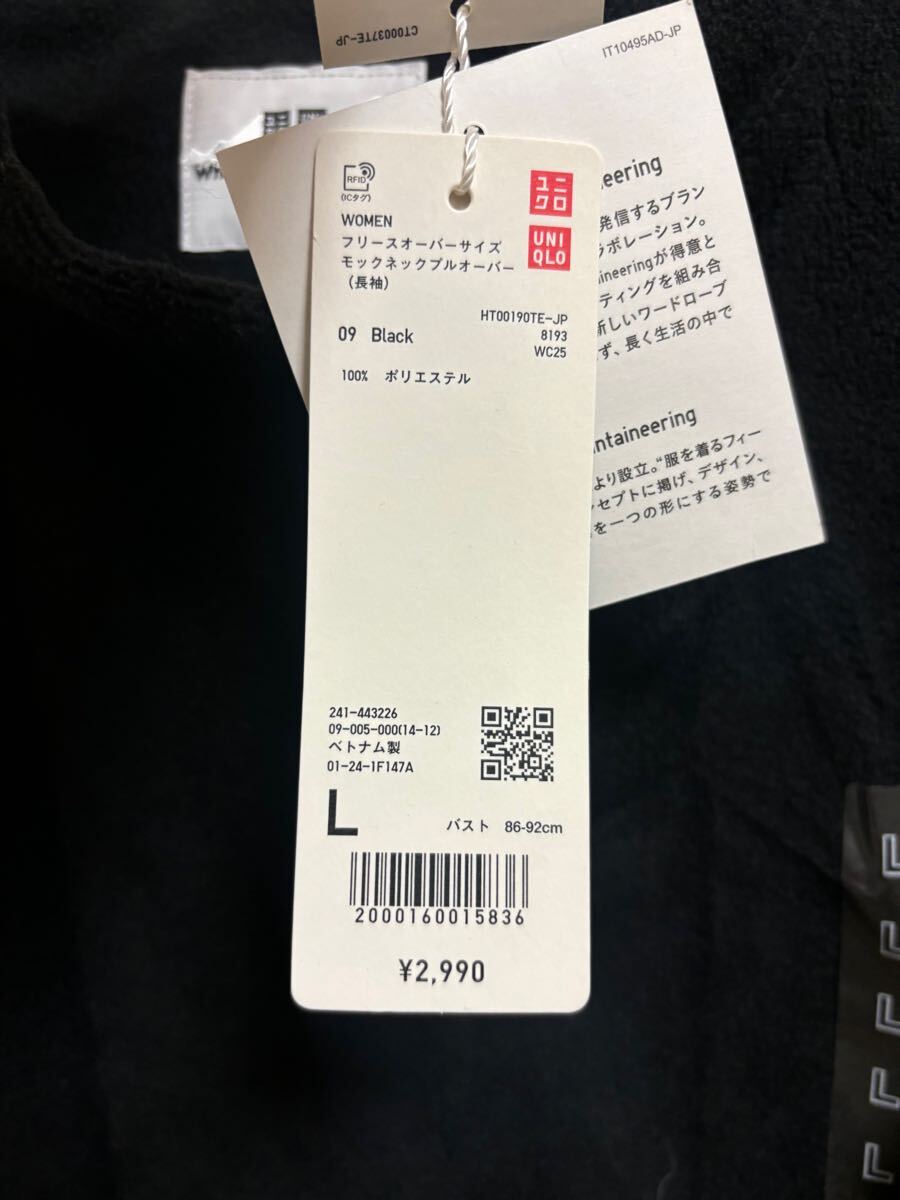 CT00037TE-JP
IT10495AD-JP
eering
発信するブラン
ラボレーション。
ineeringが得意と
ティングを組み合
新しいワードローブ
ず、長く生活の中で
ntaineering
より設立。“服を着るフィー
セプトに掲げ、デザイン、
を一つの形にする姿勢で
RFID
(ICタグ)
ユニ
クロ
UNI
QLO
WOMEN
フリースオーバーサイズ
モックネックプルオーバー
(長袖)
HT00190TE-JP
09 Black
8193
WC25
100% ポリエステル
241-443226
09-005-000(14-12)
ベトナム製
01-24-1F147A
L
バスト 86-92cm
2000160015836
¥2,990
L
L
L
L
L